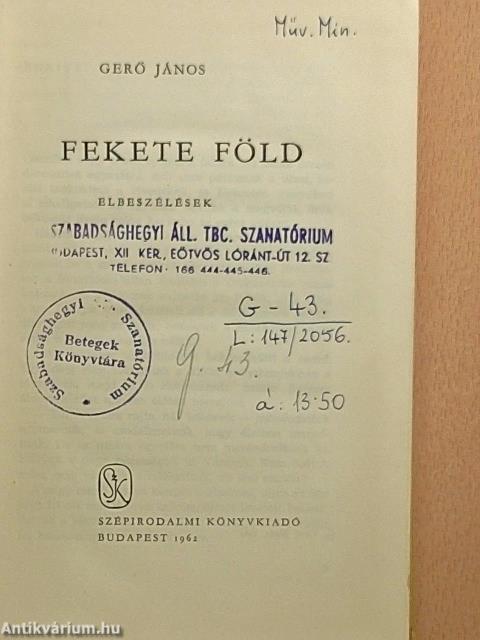 Műv. Min.
GERŐ JÁNOS
FEKETE FÖLD
ELBESZÉLÉSEK
SZABADSÁGHEGYI ÁLL. TBC. SZANATÓRIUM
BUDAPEST, XII KER., EÖTVÖS LÓRÁNT-ÚT 12. SZ
TELEFON · 166 444-445-446.
Szabadsághegyi Szanatórium
Betegek
Könyvtára
G - 43.
L: 147/2056.
g. 43.
á: 13·50
SZK
SZÉPIRODALMI KÖNYVKIADÓ
BUDAPEST 1962
Antikvárium.hu